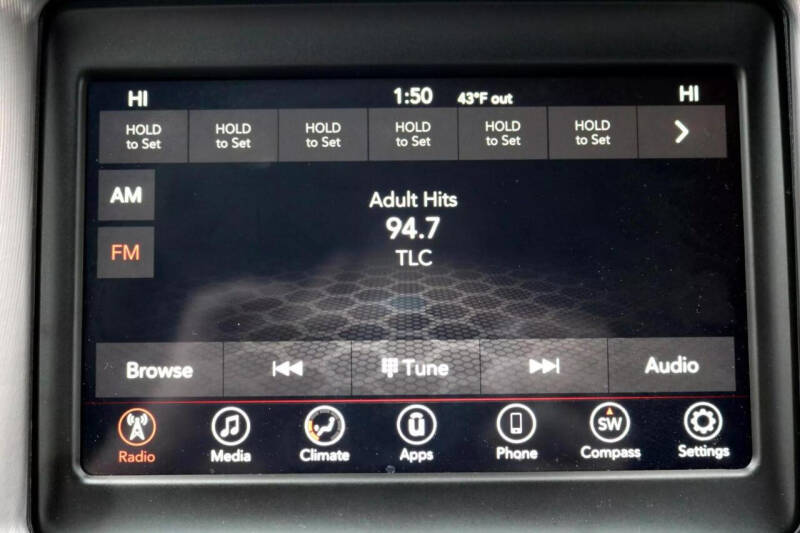 HI 1:50 43°F out HI
HOLD to Set
HOLD to Set
HOLD to Set
HOLD to Set
HOLD to Set
HOLD to Set
AM
FM
Adult Hits
94.7
TLC
Browse Tune Audio
Radio Media Climate Apps Phone SW Compass Settings